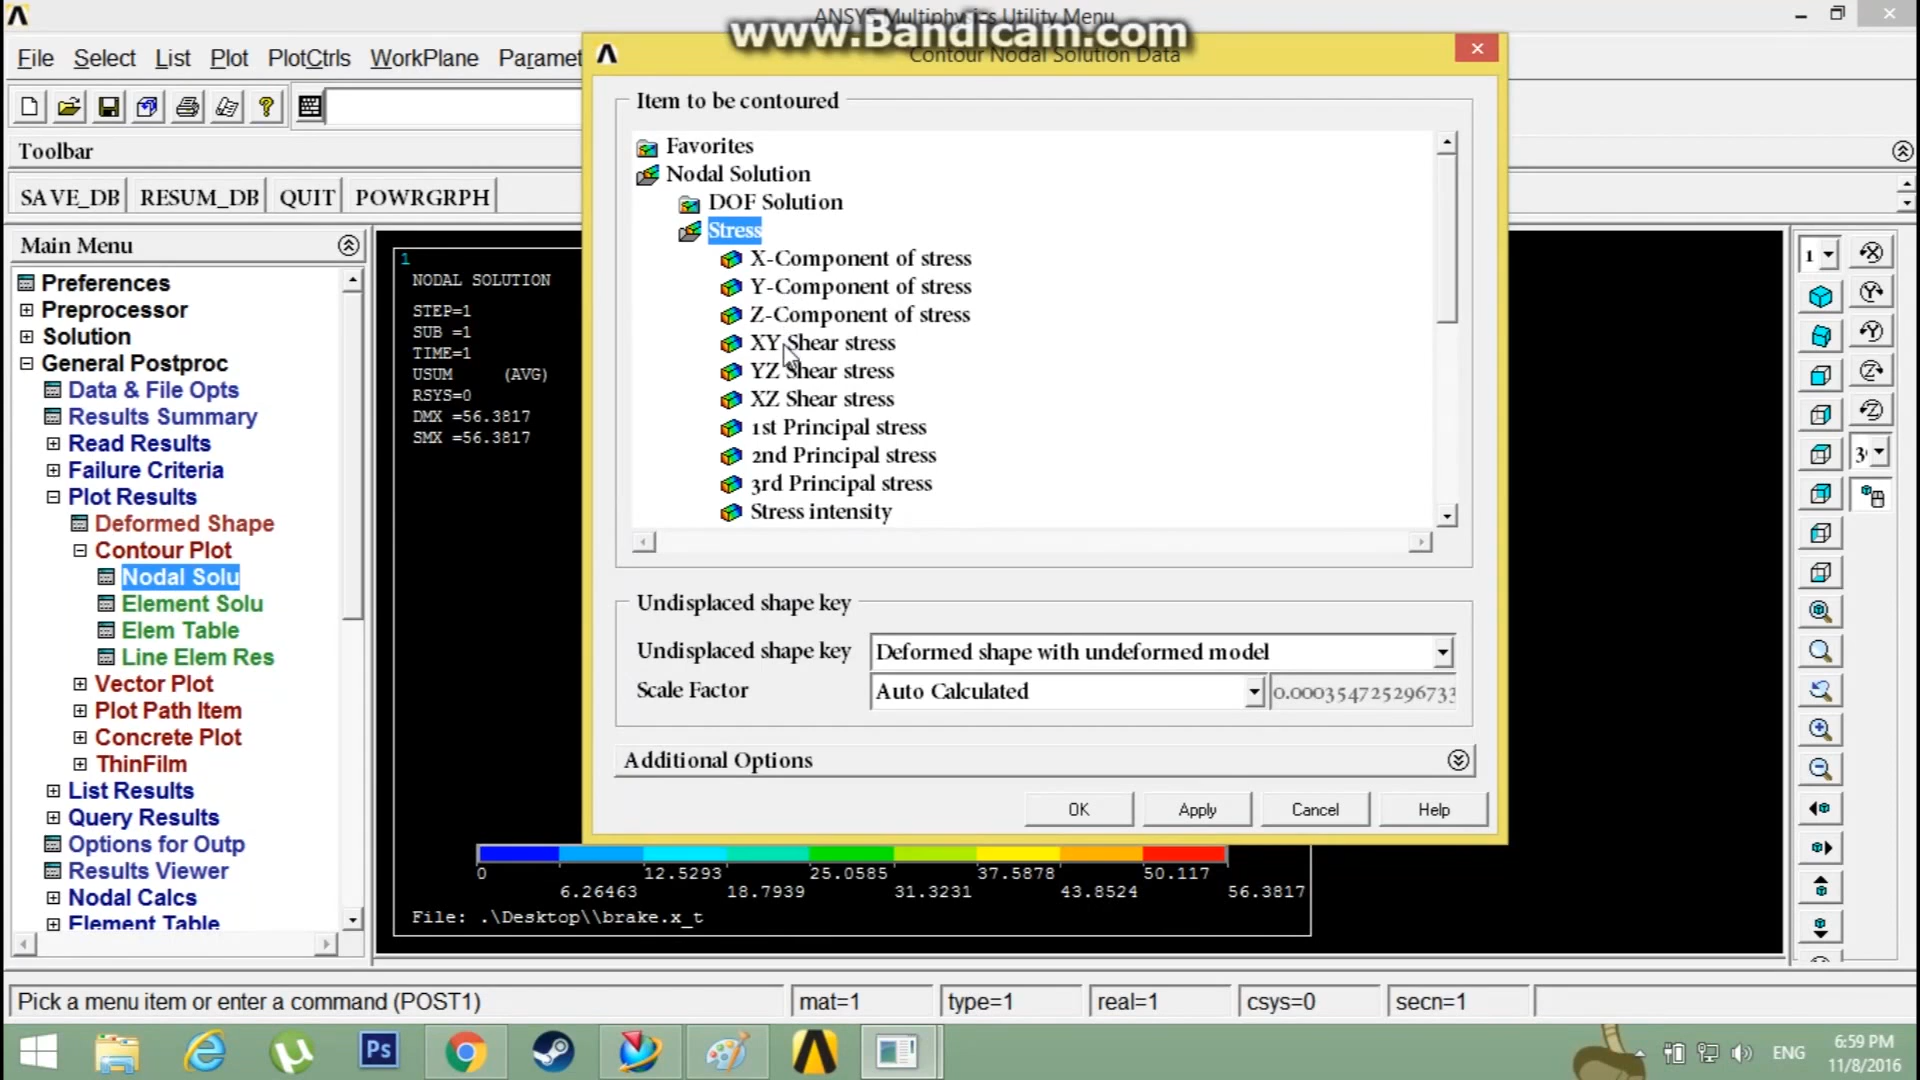 ANSYS Multiphysics Utility Menu
www.Bandicam.com
File Select List Plot PlotCtrls WorkPlane Paramet
Contour Nodal Solution Data
Toolbar
SAVE_DB RESUM_DB QUIT POWRGRPH
Main Menu
Preferences
Preprocessor
Solution
General Postproc
Data & File Opts
Results Summary
Read Results
Failure Criteria
Plot Results
Deformed Shape
Contour Plot
Nodal Solu
Element Solu
Elem Table
Line Elem Res
Vector Plot
Plot Path Item
Concrete Plot
ThinFilm
List Results
Query Results
Options for Outp
Results Viewer
Nodal Calcs
Element Table
1
NODAL SOLUTION
STEP=1
SUB =1
TIME=1
USUM (AVG)
RSYS=0
DMX =56.3817
SMX =56.3817
Item to be contoured
Favorites
Nodal Solution
DOF Solution
Stress
X-Component of stress
Y-Component of stress
Z-Component of stress
XY Shear stress
YZ Shear stress
XZ Shear stress
1st Principal stress
2nd Principal stress
3rd Principal stress
Stress intensity
Undisplaced shape key
Undisplaced shape key Deformed shape with undeformed model
Scale Factor Auto Calculated 0.000354725296733
Additional Options
OK Apply Cancel Help
0 12.5293 25.0585 37.5878 50.117
6.26463 18.7939 31.3231 43.8524 56.3817
File: .\Desktop\\brake.x_t
1
Pick a menu item or enter a command (POST1) mat=1 type=1 real=1 csys=0 secn=1
Ps
ENG
6:59 PM
11/8/2016